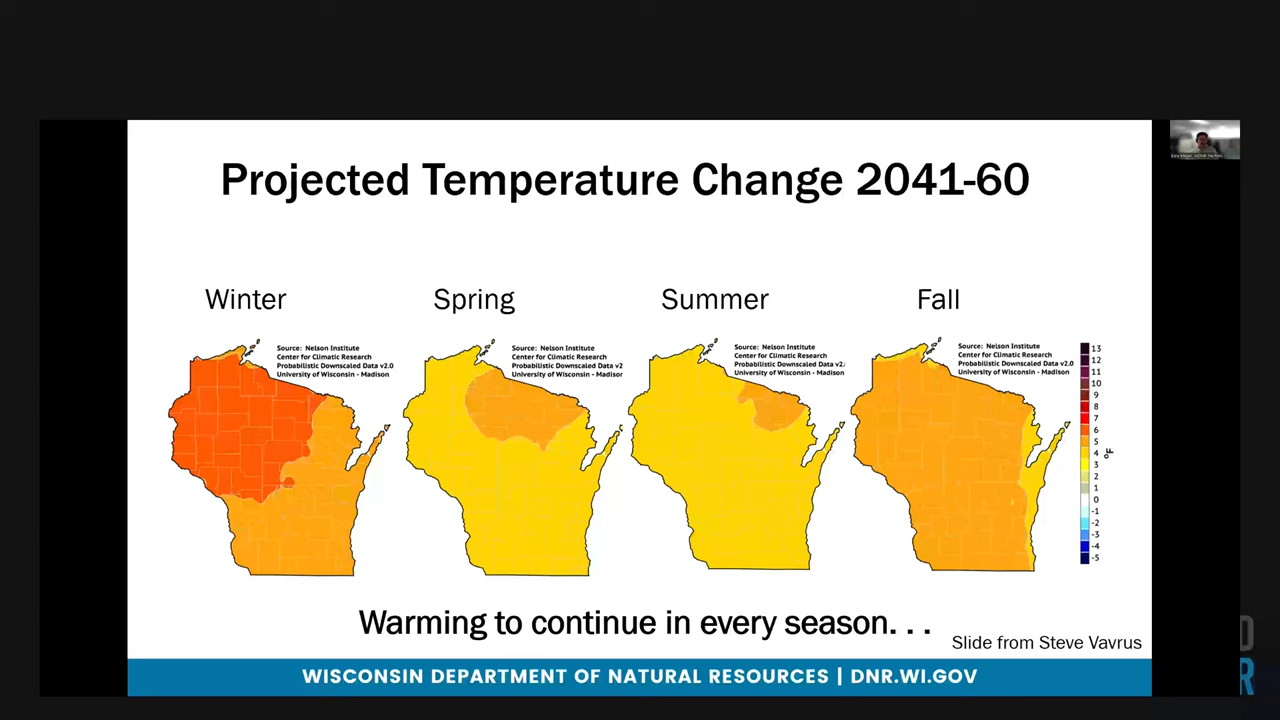 Projected Temperature Change 2041-60
Winter
Spring
Summer
Fall
Source: Nelson Institute
Center for Climatic Research
Probabilistic Downscaled Data v2.0
University of Wisconsin - Madison
Source: Nelson Institute
Center for Climatic Research
Probabilistic Downscaled Data v2
University of Wisconsin - Madisor
Source: Nelson Institute
Center for Climatic Research
Probabilistic Downscaled Data v2.
University of Wisconsin - Madison
Source: Nelson Institute
Center for Climatic Research
Probabilistic Downscaled Data v2.0
University of Wisconsin - Madison
13
12
11
10
9
8
7
6
5
4
3
2
1
0
-1
-2
-3
-4
-5
°F
Warming to continue in every season. . .
Slide from Steve Vavrus
WISCONSIN DEPARTMENT OF NATURAL RESOURCES | DNR.WI.GOV
D
R